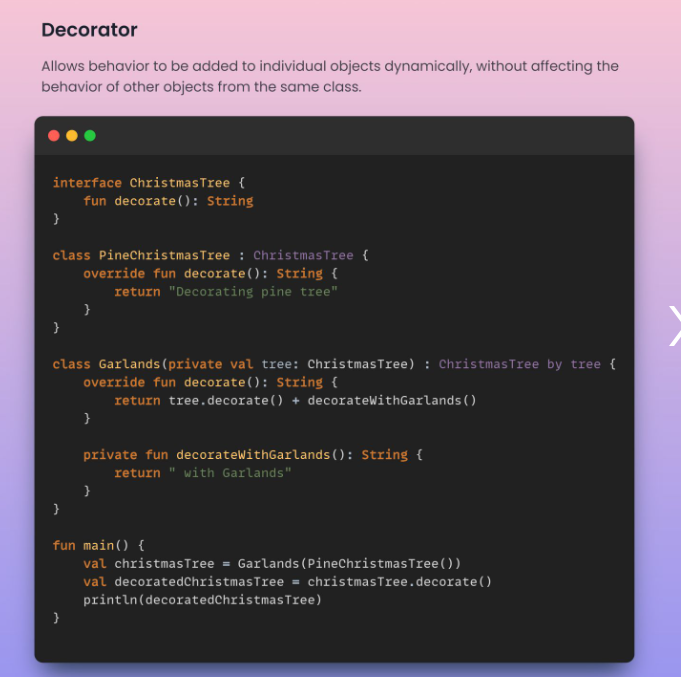 Decorator
Allows behavior to be added to individual objects dynamically, without affecting the
behavior of other objects from the same class.
interface ChristmasTree {
    fun decorate(): String
}
class PineChristmasTree : ChristmasTree {
    override fun decorate(): String {
        return "Decorating pine tree"
    }
}
class Garlands(private val tree: ChristmasTree) : ChristmasTree by tree {
    override fun decorate(): String {
        return tree.decorate() + decorateWithGarlands()
    }
    private fun decorateWithGarlands(): String {
        return " with Garlands"
    }
}
fun main() {
    val christmasTree = Garlands(PineChristmasTree())
    val decoratedChristmasTree = christmasTree.decorate()
    println(decoratedChristmasTree)
}